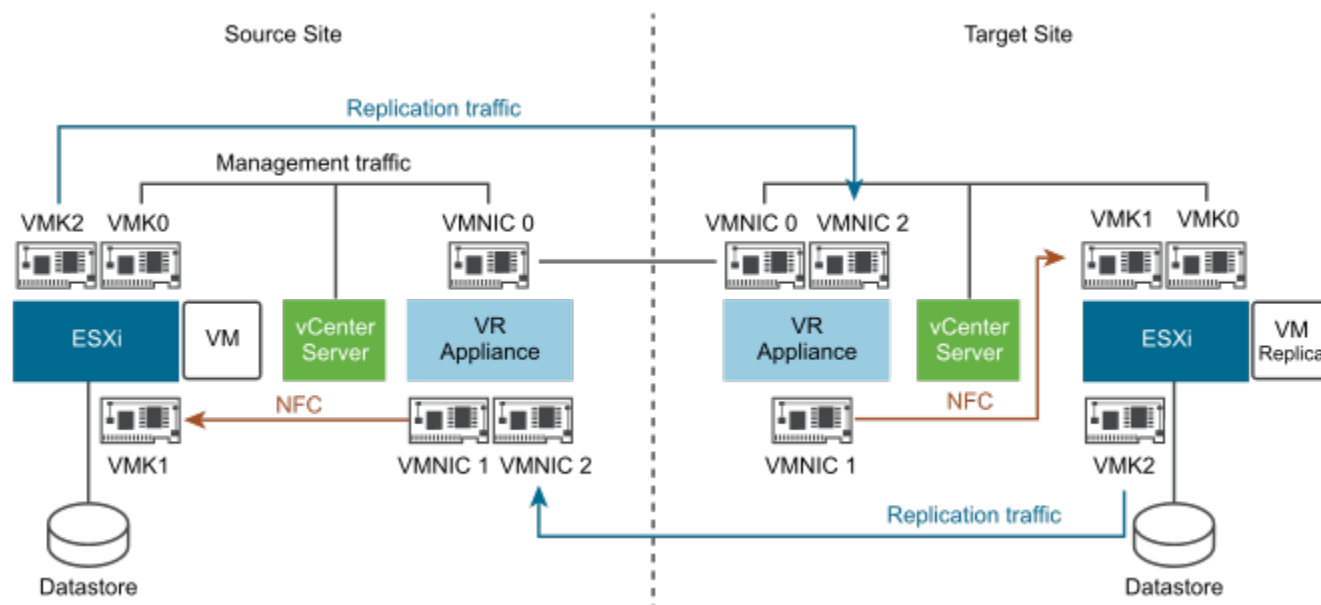 Source Site
Target Site
Replication traffic
Management traffic
VMK2
VMK0
VMNIC 0
VMNIC 0
VMNIC 2
VMK1
VMK0
ESXi
VM
vCenter
Server
VR
Appliance
VR
Appliance
vCenter
Server
ESXi
VM
Replica
NFC
NFC
VMK1
VMNIC 1
VMNIC 2
VMNIC 1
VMK2
Replication traffic
Datastore
Datastore